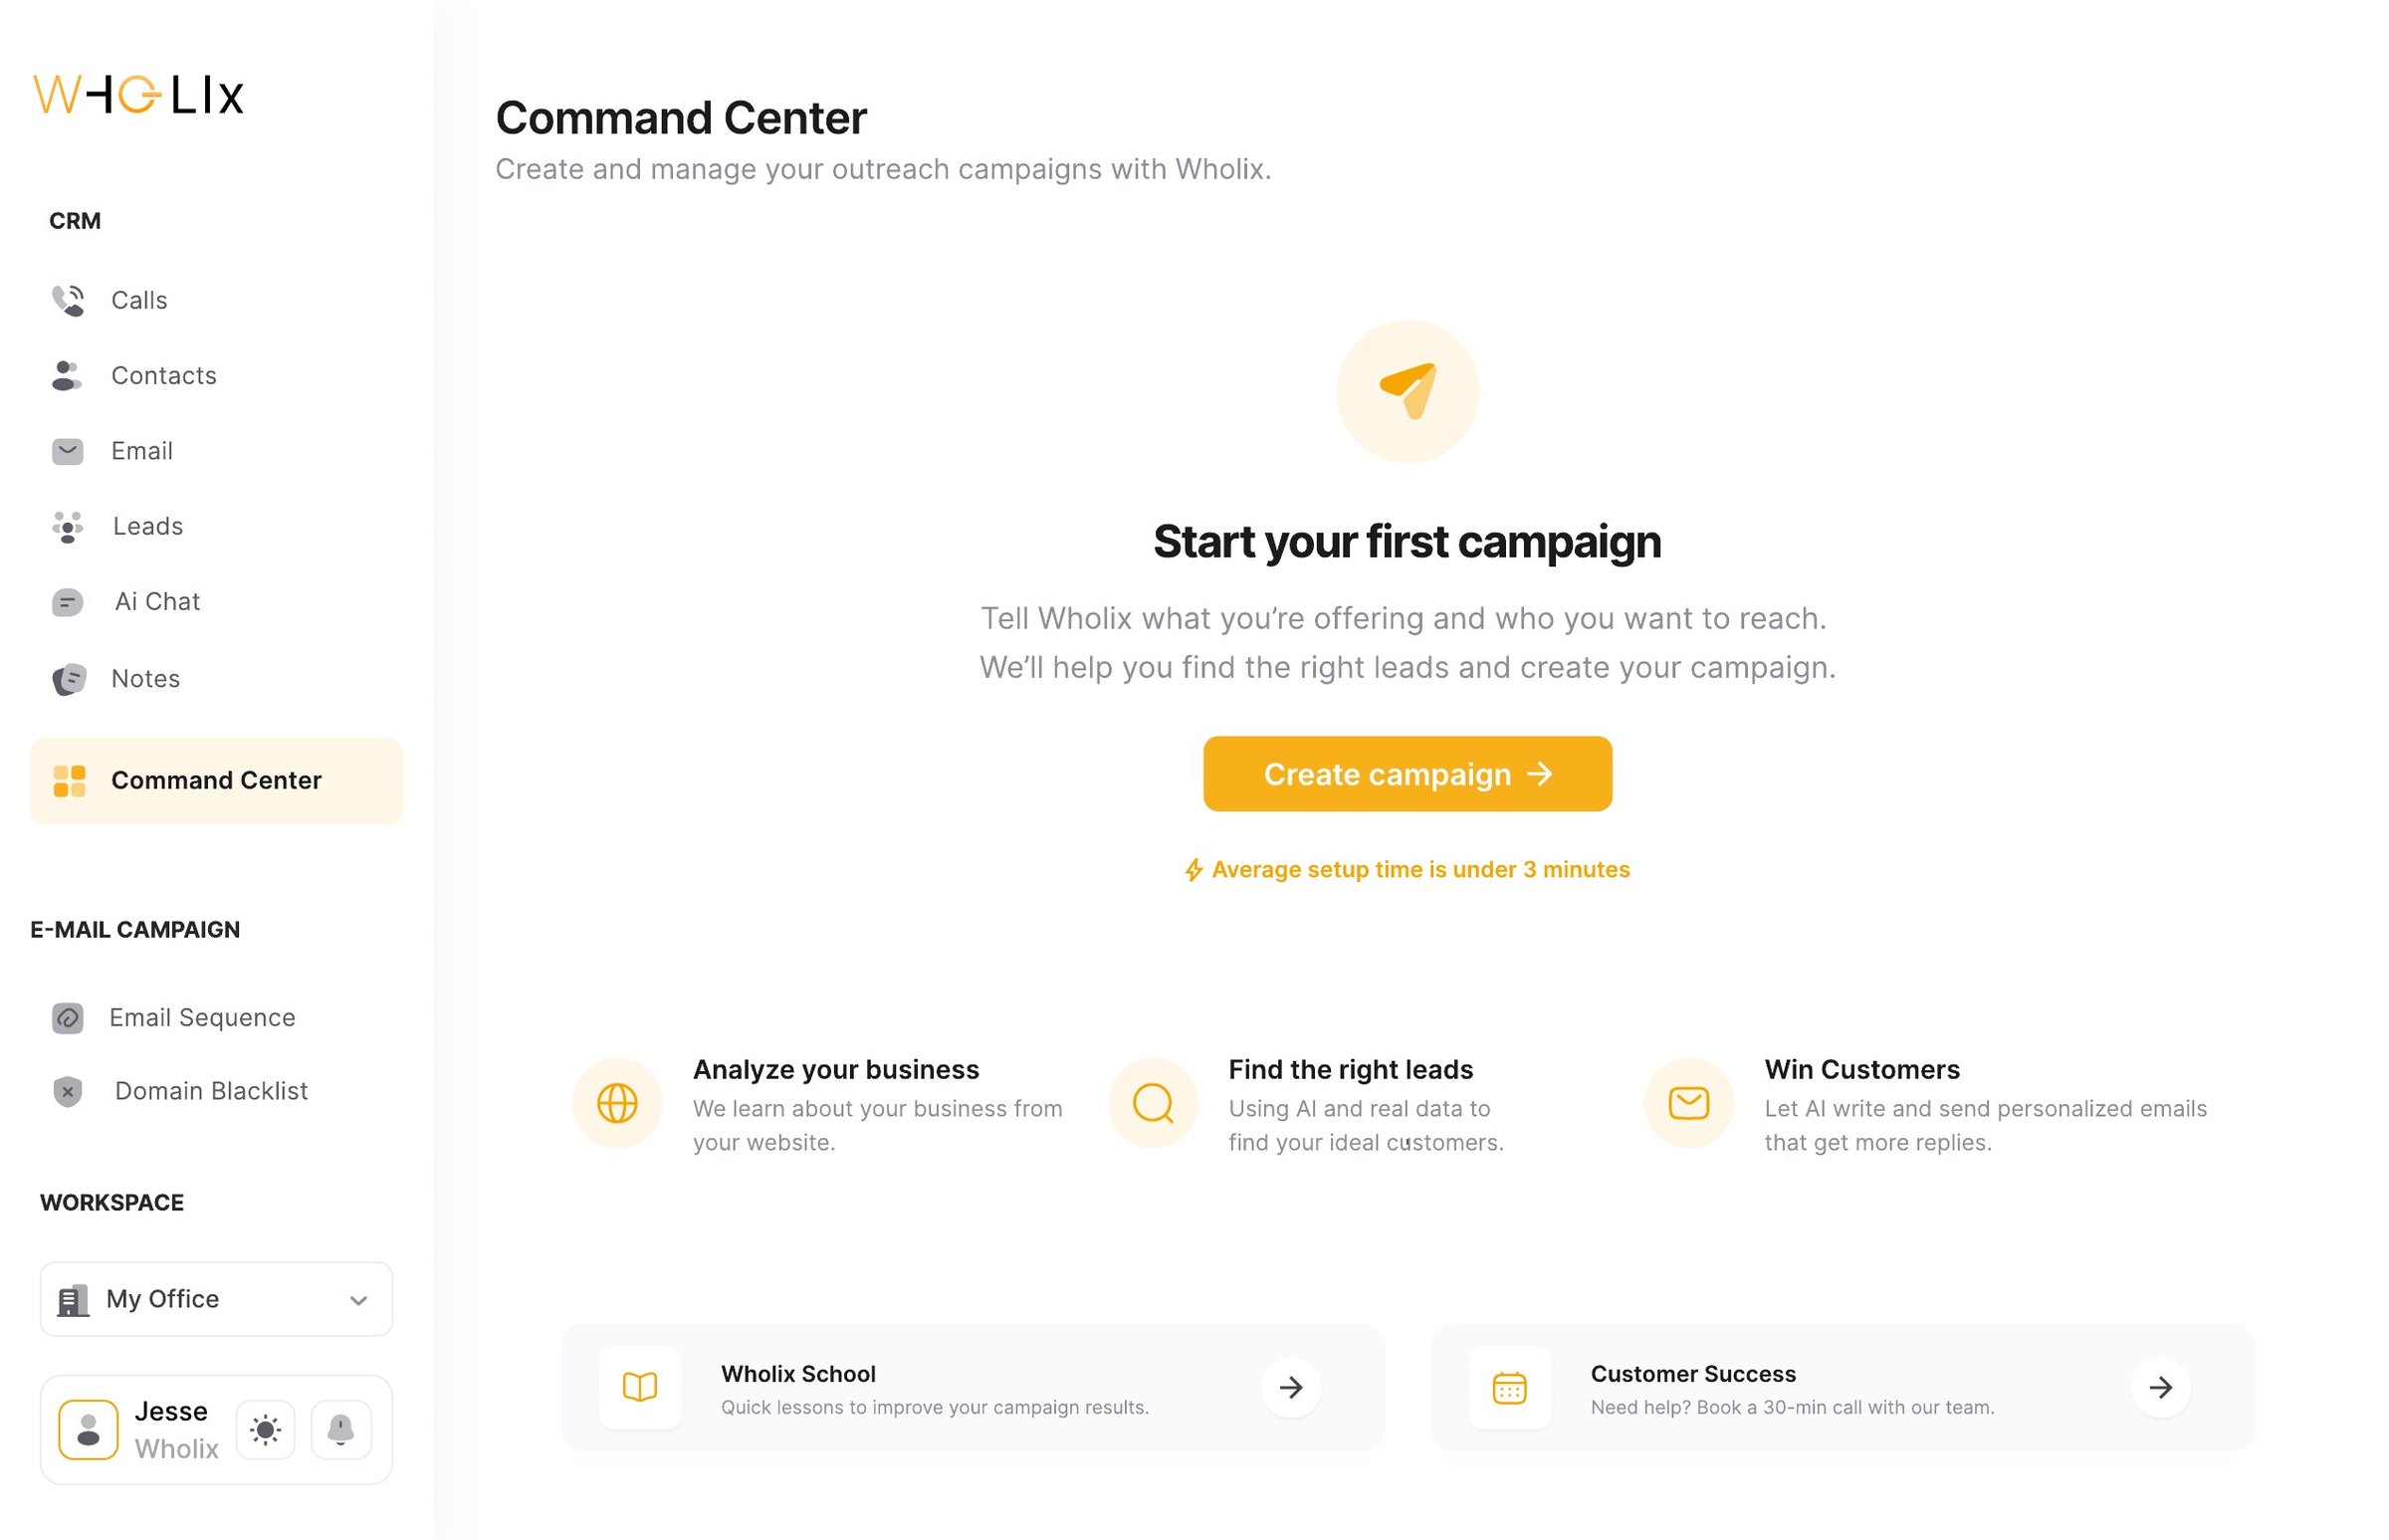 WHOLIx
CRM
Calls
Contacts
Email
Leads
Ai Chat
Notes
Command Center
E-MAIL CAMPAIGN
Email Sequence
Domain Blacklist
WORKSPACE
My Office
Jesse
Wholix
Command Center
Create and manage your outreach campaigns with Wholix.
Start your first campaign
Tell Wholix what you’re offering and who you want to reach.
We’ll help you find the right leads and create your campaign.
Create campaign →
Average setup time is under 3 minutes
Analyze your business
We learn about your business from
your website.
Find the right leads
Using AI and real data to
find your ideal customers.
Win Customers
Let AI write and send personalized emails
that get more replies.
Wholix School
Quick lessons to improve your campaign results.
Customer Success
Need help? Book a 30-min call with our team.